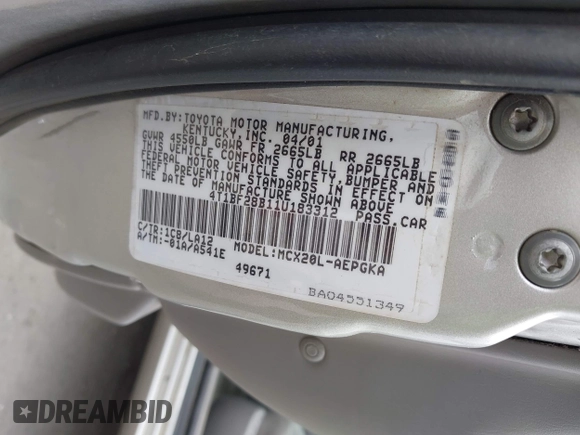 MFD.BY:TOYOTA MOTOR MANUFACTURING,
KENTUCKY,INC. 04/01
GVWR 4550LB GAWR FR 2665LB RR 2665LB
THIS VEHICLE CONFORMS TO ALL APPLICABLE
FEDERAL MOTOR VEHICLE SAFETY,BUMPER AND
THEFT PREVENTION STANDARDS IN EFFECT ON
THE DATE OF MANUFACTURE SHOWN ABOVE.
4T1BF28B11U183312 PASS.CAR
C/TR:1C8/LA12 MODEL:MCX20L-AEPGKA
A/TM:-01A/A541E
49671
BA04551349
DREAMBID